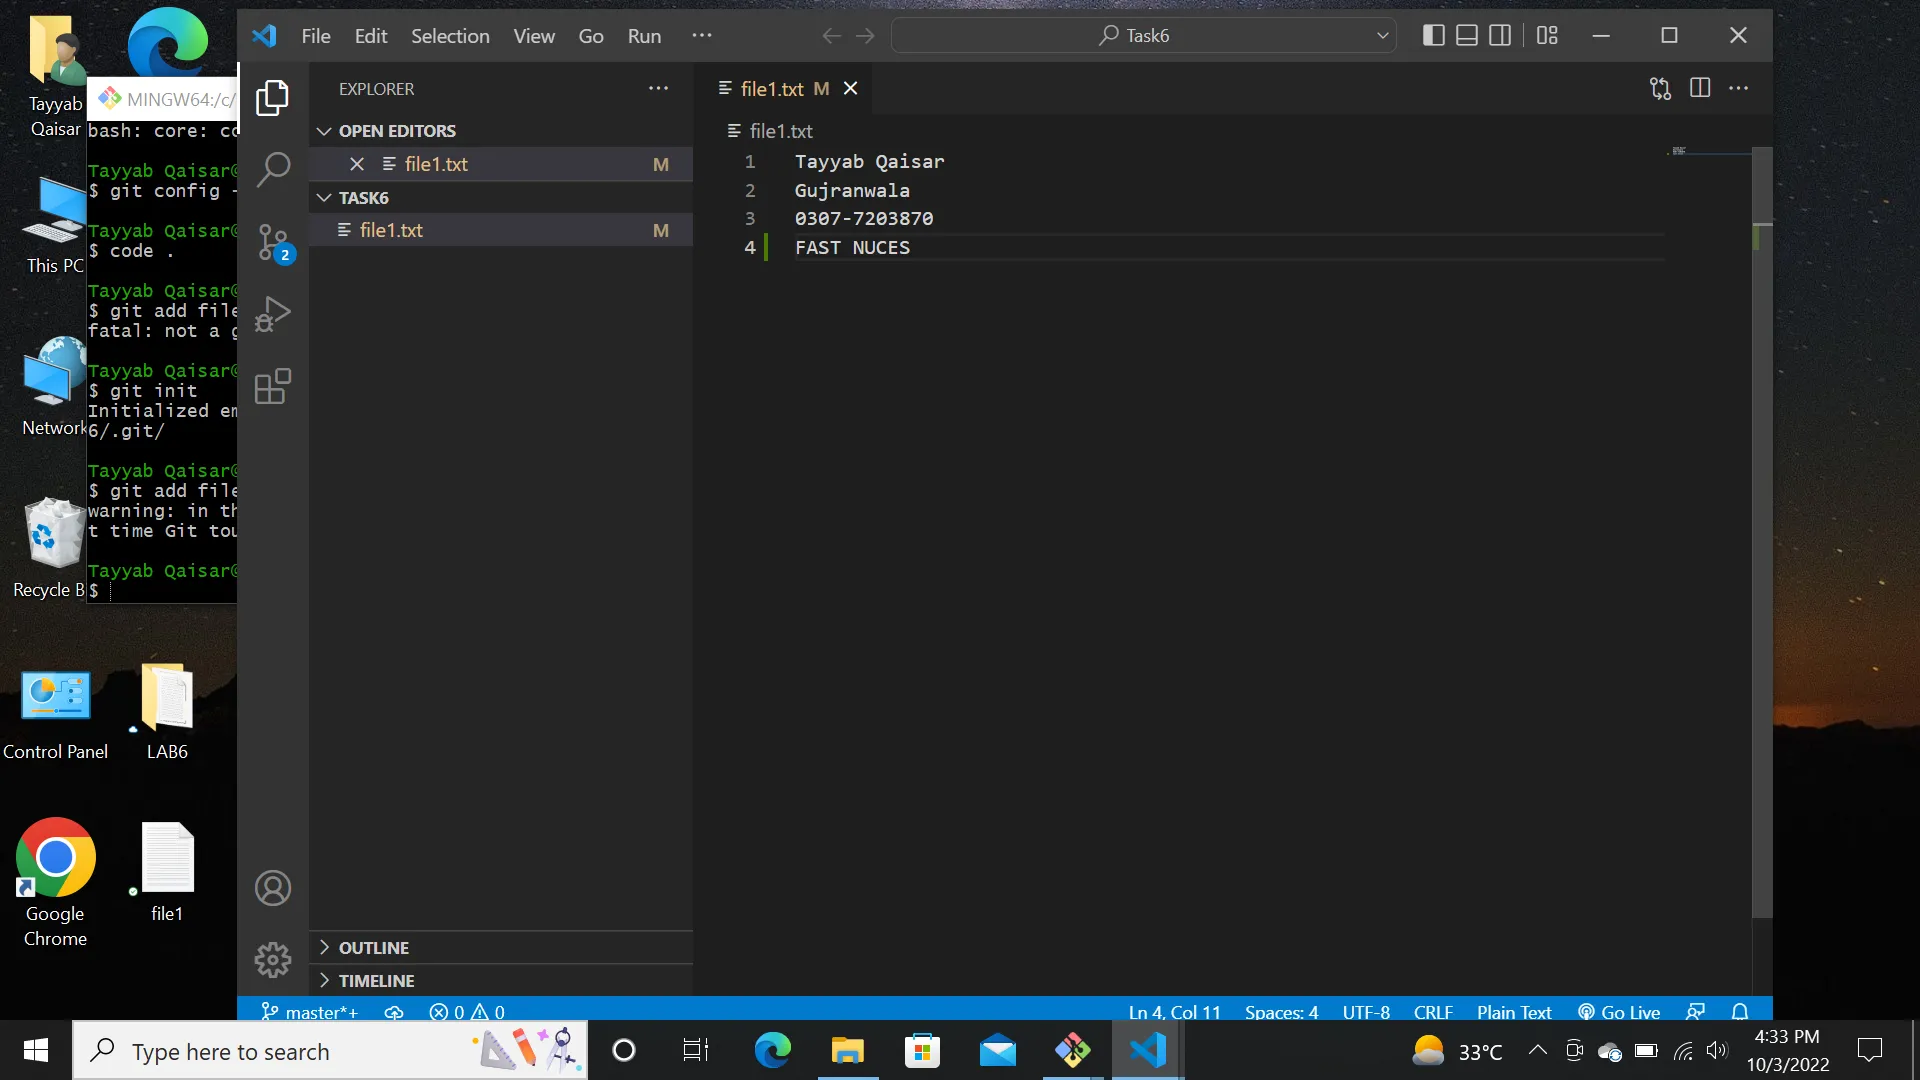 Tayyab
Qaisar
This PC
Network
Recycle B
Control Panel
LAB6
Google
Chrome
file1
MINGW64:/c/
bash: core: co
Tayyab Qaisar@
$ git config -
Tayyab Qaisar@
$ code .
Tayyab Qaisar@
$ git add file
fatal: not a g
Tayyab Qaisar@
$ git init
Initialized em
6/.git/
Tayyab Qaisar@
$ git add file
warning: in th
t time Git tou
Tayyab Qaisar@
$
File Edit Selection View Go Run ···
Task6
EXPLORER ···
OPEN EDITORS
file1.txt M
TASK6
file1.txt M
2
OUTLINE
TIMELINE
file1.txt M
file1.txt
1 Tayyab Qaisar
2 Gujranwala
3 0307-7203870
4 FAST NUCES
master*+ 0 0 Ln 4, Col 11 Spaces: 4 UTF-8 CRLF Plain Text Go Live
Type here to search
33°C
4:33 PM
10/3/2022